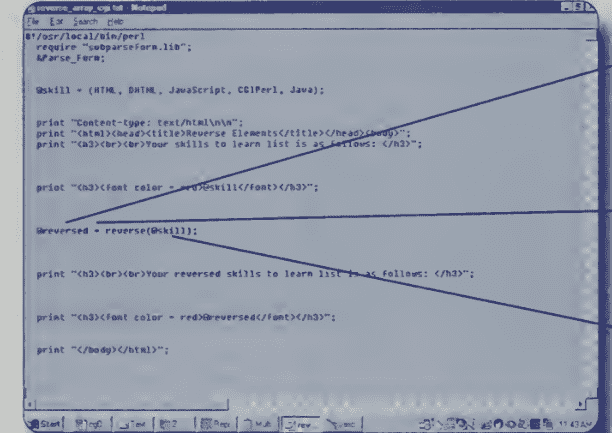 reverse_array_cgi.txt - Notepad
File Edit Search Help
#!/usr/local/bin/perl
require "subparseform.lib";
&Parse_Form;
@skill = (HTML, DHTML, JavaScript, CGIPerl, Java);
print "Content-type: text/html\n\n";
print "<html><head><title>Reverse Elements</title></head><body>";
print "<h3><br><br>Your skills to learn list is as follows: </h3>";
print "<h3><font color = red>@skill</font></h3>";
@reversed = reverse(@skill);
print "<h3><br><br>Your reversed skills to learn list is as follows: </h3>";
print "<h3><font color = red>@reversed</font></h3>";
print "</body></html>";
Start 11:43 AM